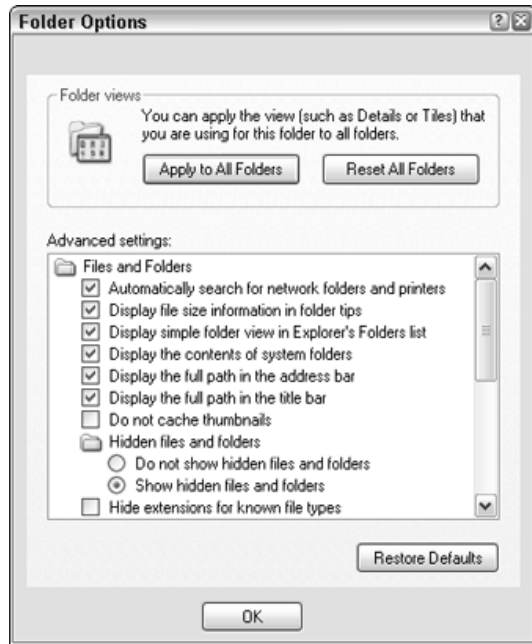 Folder Options
Folder views
You can apply the view (such as Details or Tiles) that
you are using for this folder to all folders.
Apply to All Folders
Reset All Folders
Advanced settings:
Files and Folders
Automatically search for network folders and printers
Display file size information in folder tips
Display simple folder view in Explorer's Folders list
Display the contents of system folders
Display the full path in the address bar
Display the full path in the title bar
Do not cache thumbnails
Hidden files and folders
Do not show hidden files and folders
Show hidden files and folders
Hide extensions for known file types
Restore Defaults
OK